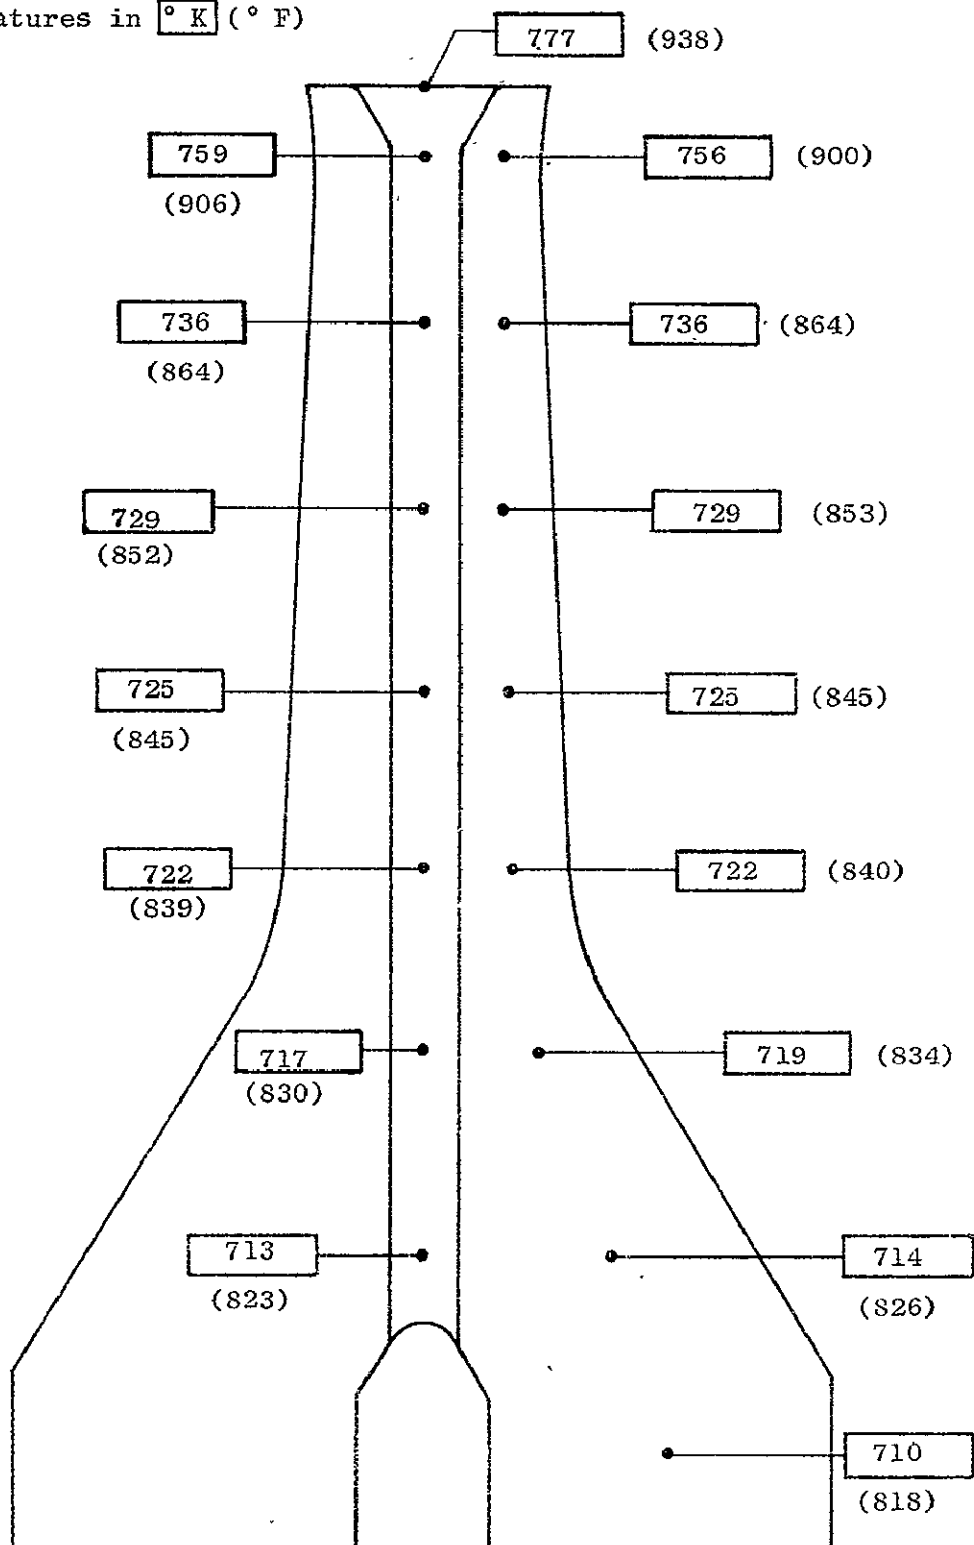 atures in ° K (° F)
777 (938)
759 756 (900)
(906)
736 736 (864)
(864)
729 729 (853)
(852)
725 725 (845)
(845)
722 722 (840)
(839)
717 719 (834)
(830)
713 714
(823) (826)
710
(818)